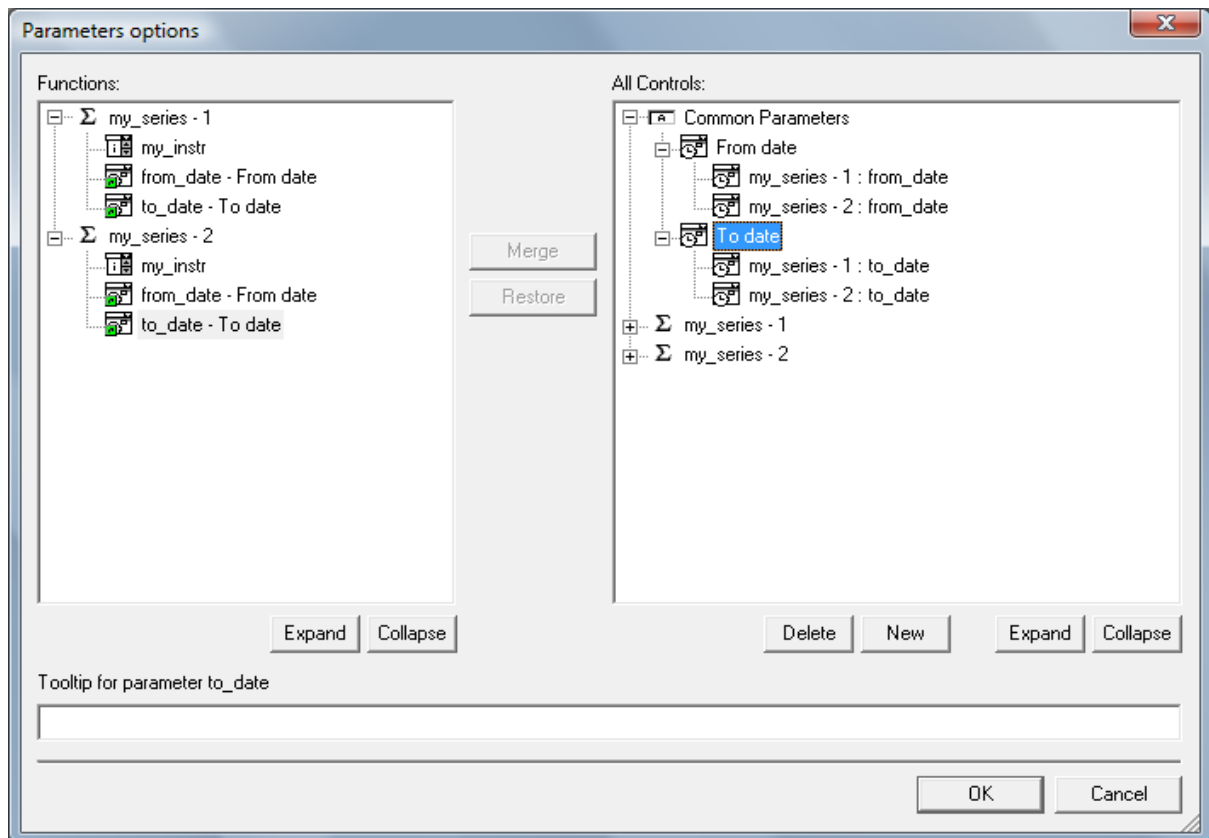 Parameters options
Functions:
my_series - 1
my_instr
from_date - From date
to_date - To date
my_series - 2
my_instr
from_date - From date
to_date - To date
Merge
Restore
All Controls:
Common Parameters
From date
my_series - 1 : from_date
my_series - 2 : from_date
To date
my_series - 1 : to_date
my_series - 2 : to_date
my_series - 1
my_series - 2
Expand Collapse
Delete New Expand Collapse
Tooltip for parameter to_date
OK Cancel